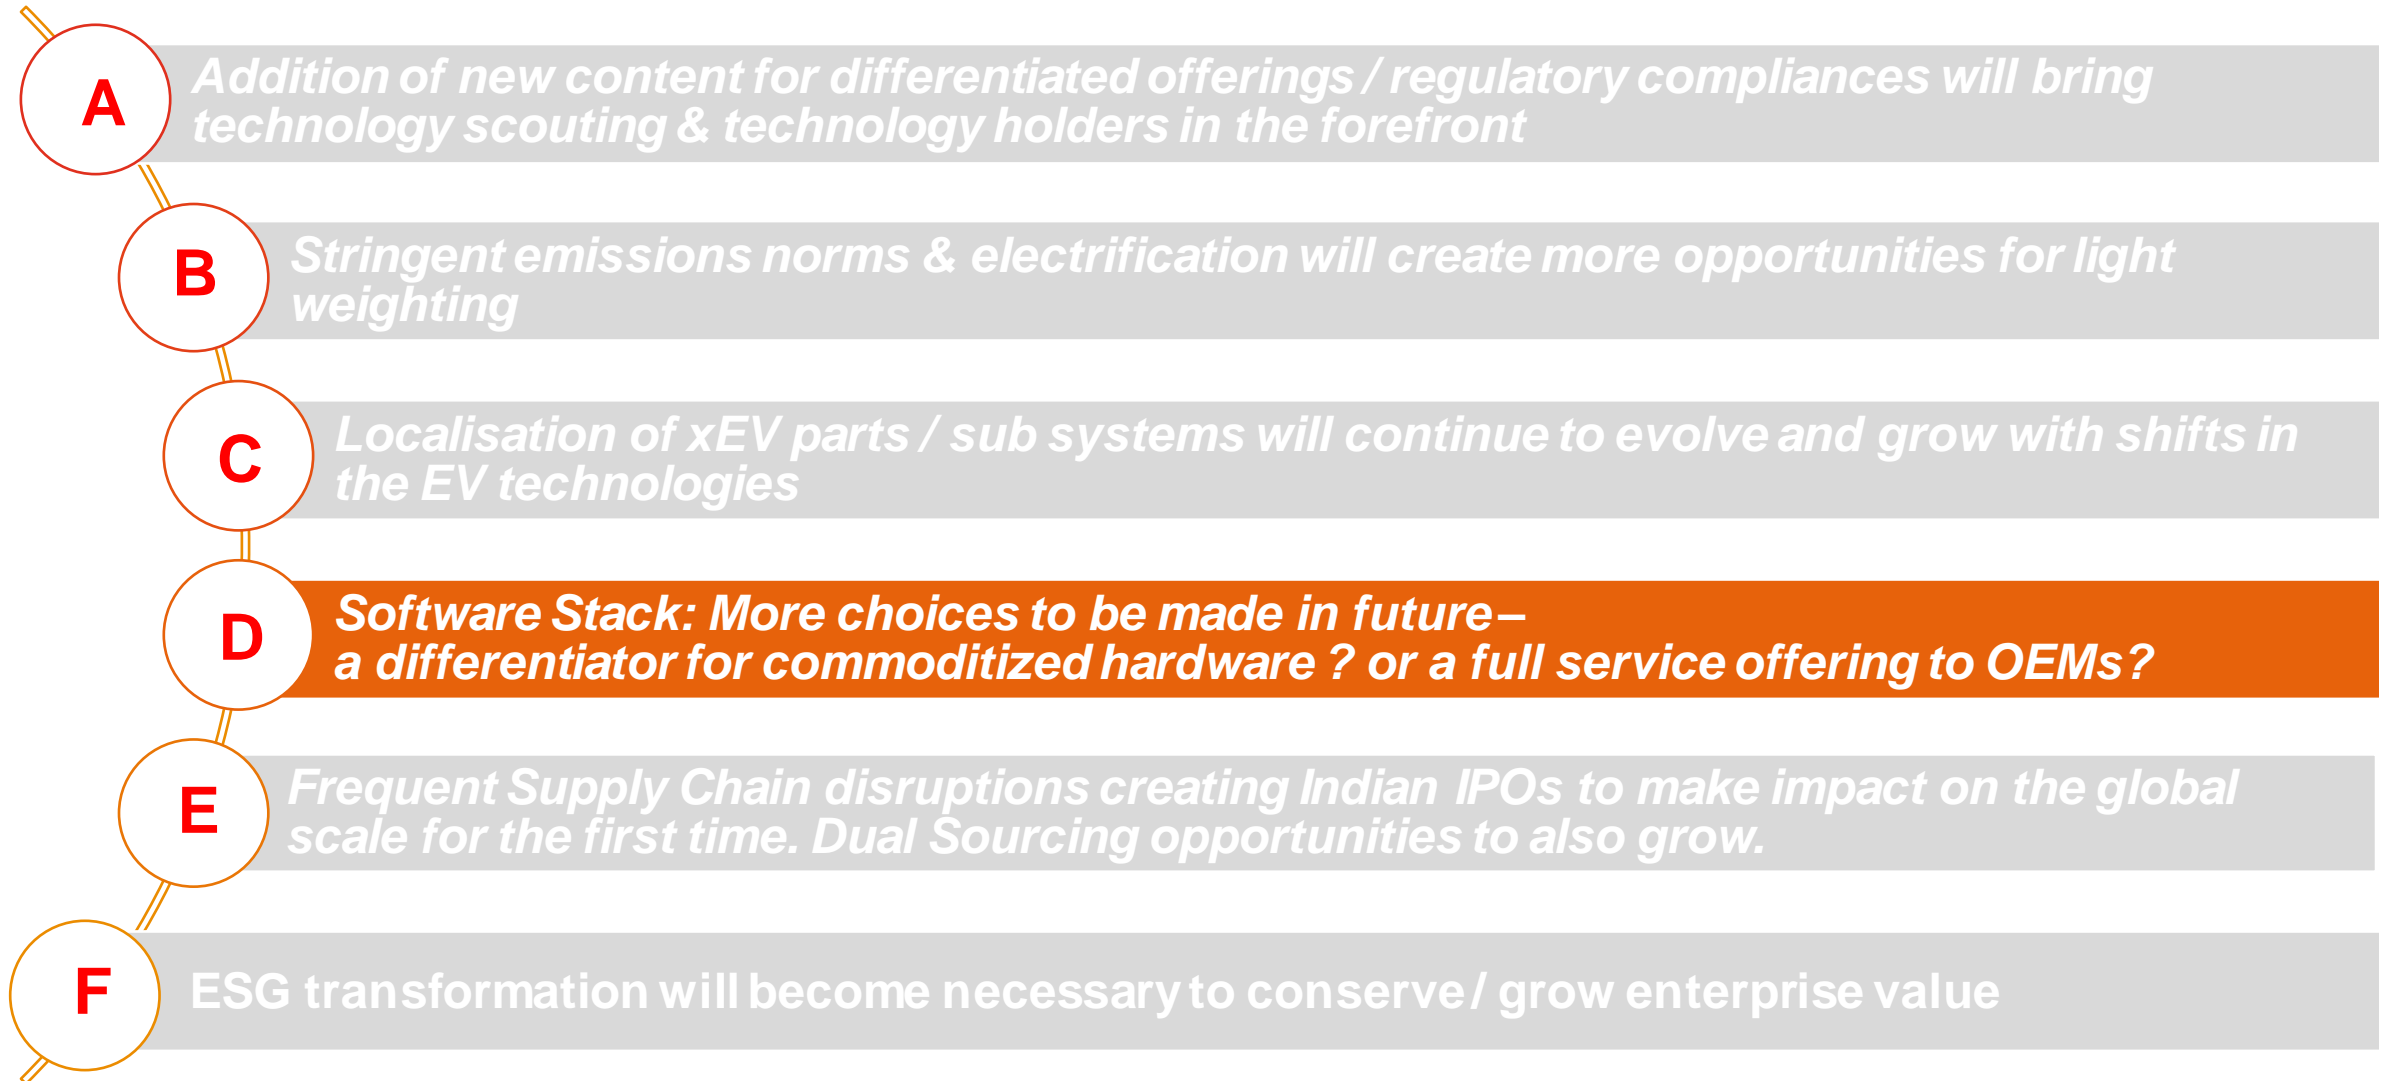 A
Addition of new content for differentiated offerings / regulatory compliances will bring
technology scouting & technology holders in the forefront
B
Stringent emissions norms & electrification will create more opportunities for light
weighting
C
Localisation of xEV parts / sub systems will continue to evolve and grow with shifts in
the EV technologies
D
Software Stack: More choices to be made in future –
a differentiator for commoditized hardware ? or a full service offering to OEMs?
E
Frequent Supply Chain disruptions creating Indian IPOs to make impact on the global
scale for the first time. Dual Sourcing opportunities to also grow.
F
ESG transformation will become necessary to conserve / grow enterprise value